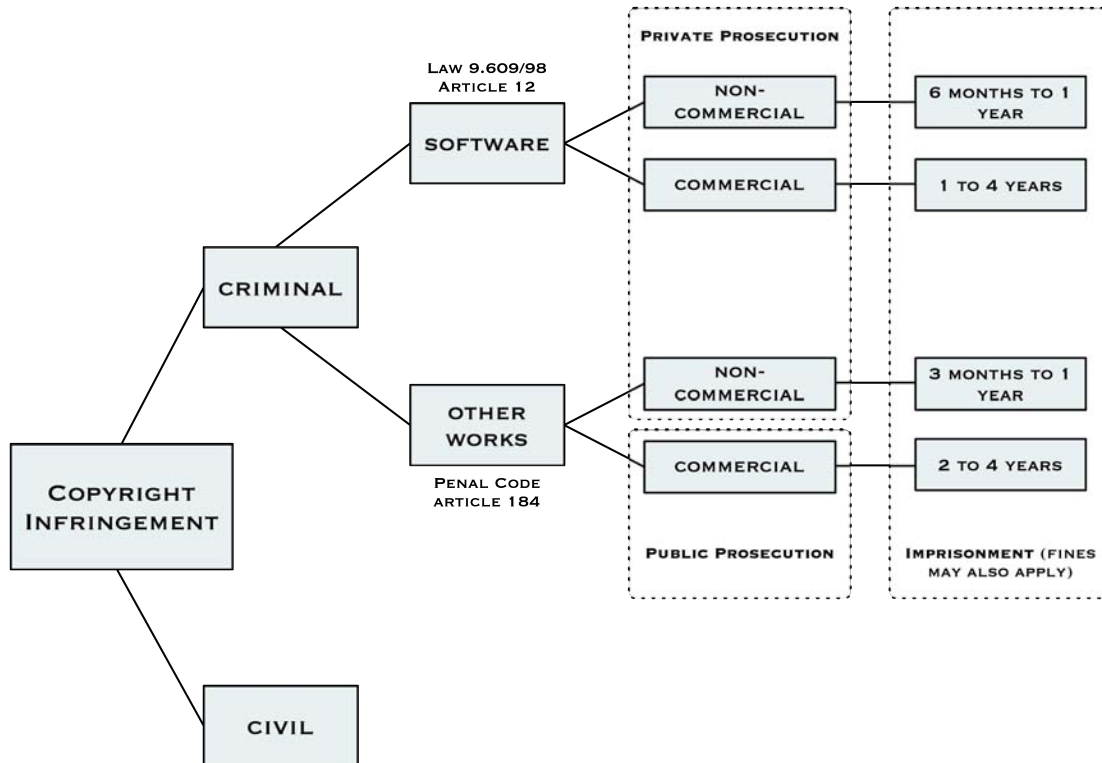 PRIVATE PROSECUTION
LAW 9.609/98
ARTICLE 12
SOFTWARE
NON-
COMMERCIAL
6 MONTHS TO 1
YEAR
COMMERCIAL
1 TO 4 YEARS
CRIMINAL
OTHER
WORKS
PENAL CODE
ARTICLE 184
NON-
COMMERCIAL
3 MONTHS TO 1
YEAR
COMMERCIAL
2 TO 4 YEARS
COPYRIGHT
INFRINGEMENT
PUBLIC PROSECUTION
IMPRISONMENT (FINES
MAY ALSO APPLY)
CIVIL